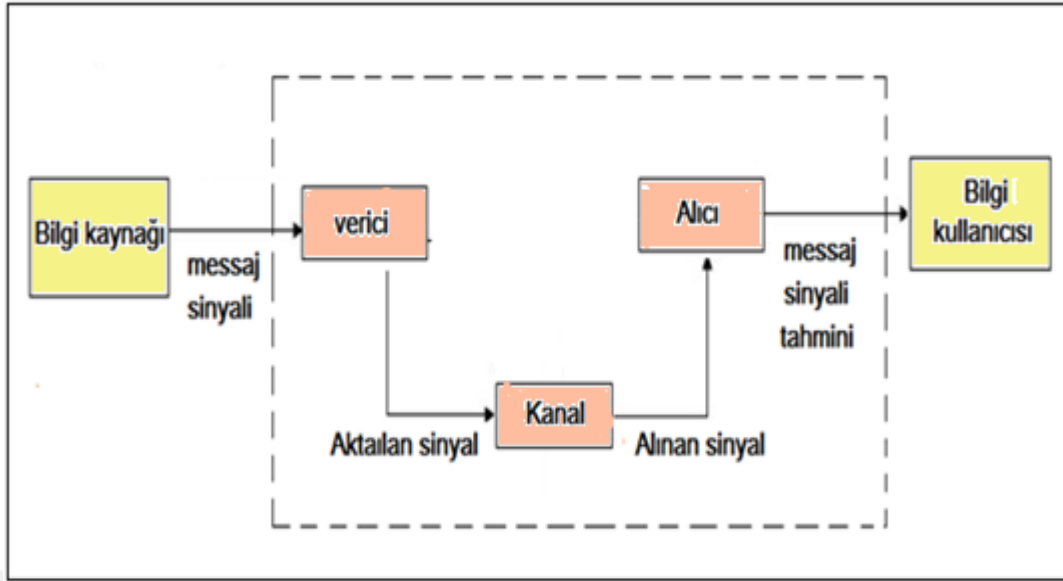 Bilgi kaynağı
messaj
sinyali
verici
Aktaılan sinyal
Kanal
Alınan sinyal
Alıcı
messaj
sinyali
tahmini
Bilgi
kullanıcısı